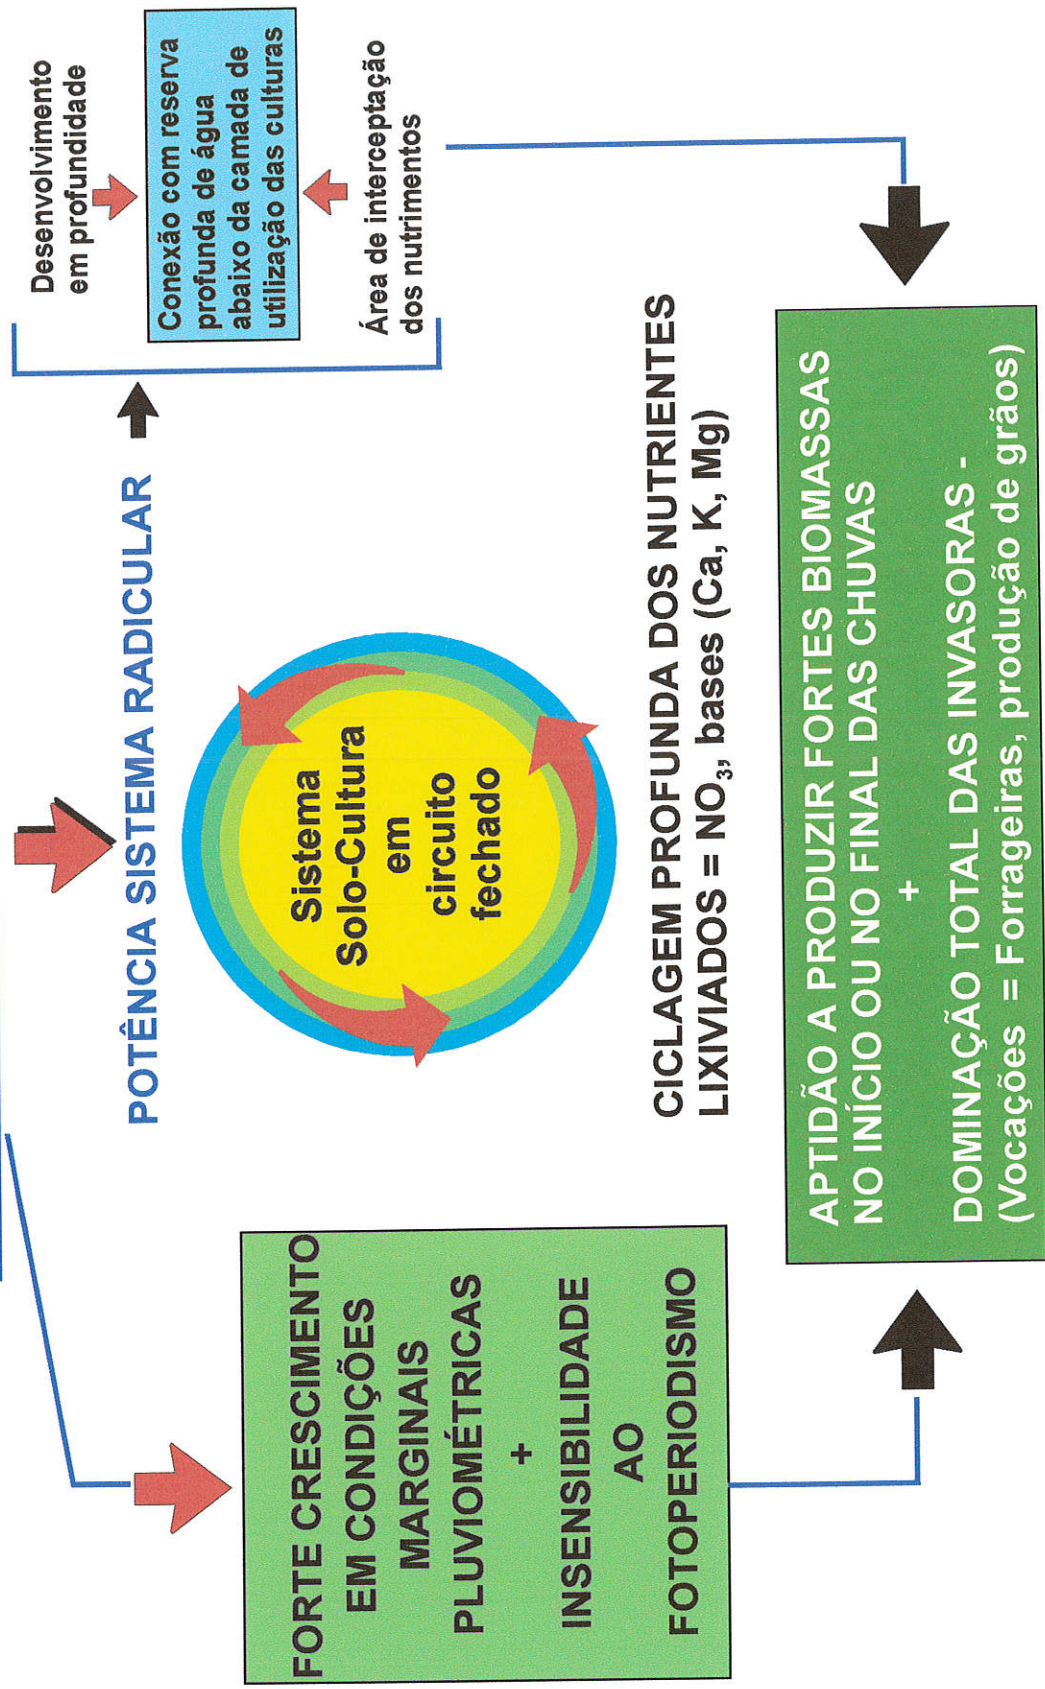 POTÊNCIA SISTEMA RADICULAR
Desenvolvimento
em profundidade
Conexão com reserva
profunda de água
abaixo da camada de
utilização das culturas
Área de interceptação
dos nutrimentos
FORTE CRESCIMENTO
EM CONDIÇÕES
MARGINAIS
PLUVIOMÉTRICAS
+
INSENSIBILIDADE
AO
FOTOPERIODISMO
Sistema
Solo-Cultura
em
circuito
fechado
CICLAGEM PROFUNDA DOS NUTRIENTES
LIXIVIADOS = NO₃, bases (Ca, K, Mg)
APTIDÃO A PRODUZIR FORTES BIOMASSAS
NO INÍCIO OU NO FINAL DAS CHUVAS
+
DOMINAÇÃO TOTAL DAS INVASORAS -
(Vocações = Forrageiras, produção de grãos)